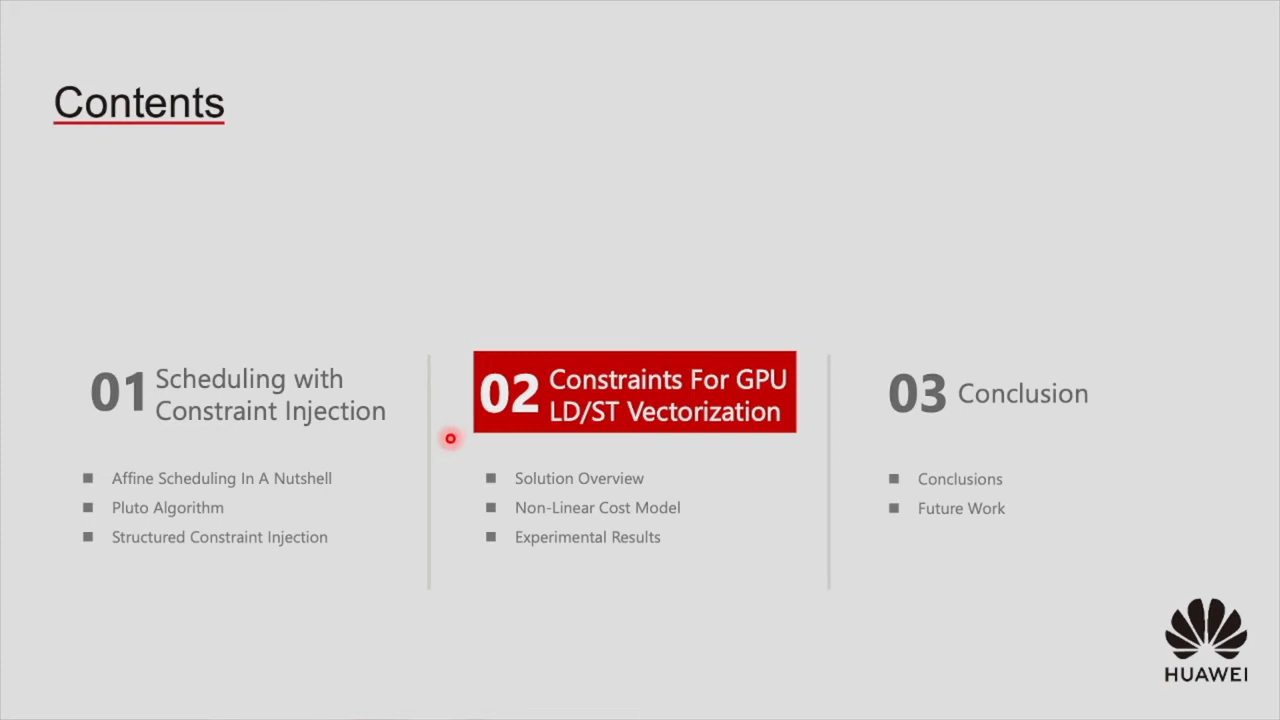 Contents
01 Scheduling with
Constraint Injection
■ Affine Scheduling In A Nutshell
■ Pluto Algorithm
■ Structured Constraint Injection
02 Constraints For GPU
LD/ST Vectorization
■ Solution Overview
■ Non-Linear Cost Model
■ Experimental Results
03 Conclusion
■ Conclusions
■ Future Work
HUAWEI